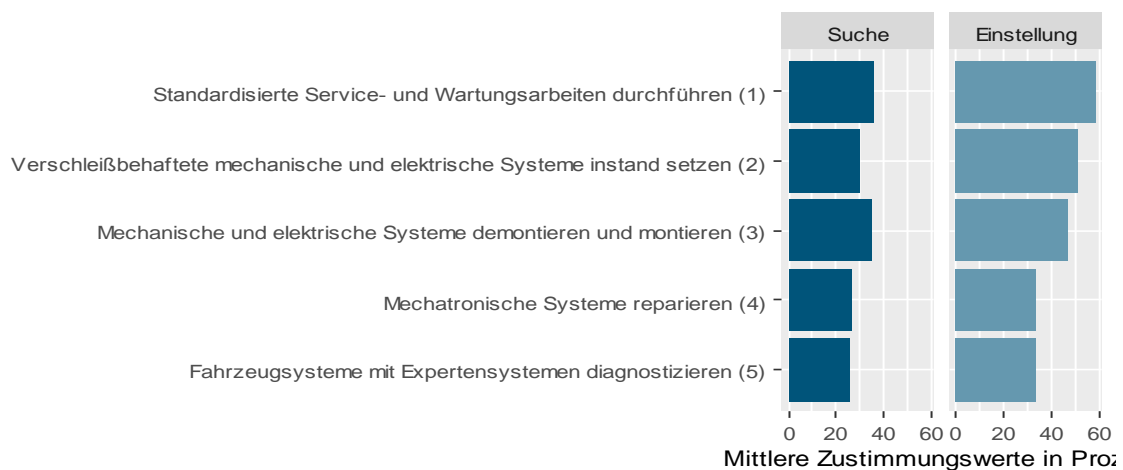 Suche Einstellung
Standardisierte Service- und Wartungsarbeiten durchführen (1)
Verschleißbehaftete mechanische und elektrische Systeme instand setzen (2)
Mechanische und elektrische Systeme demontieren und montieren (3)
Mechatronische Systeme reparieren (4)
Fahrzeugsysteme mit Expertensystemen diagnostizieren (5)
0 40 60 0 40 60
Mittlere Zustimmungswerte in Proz